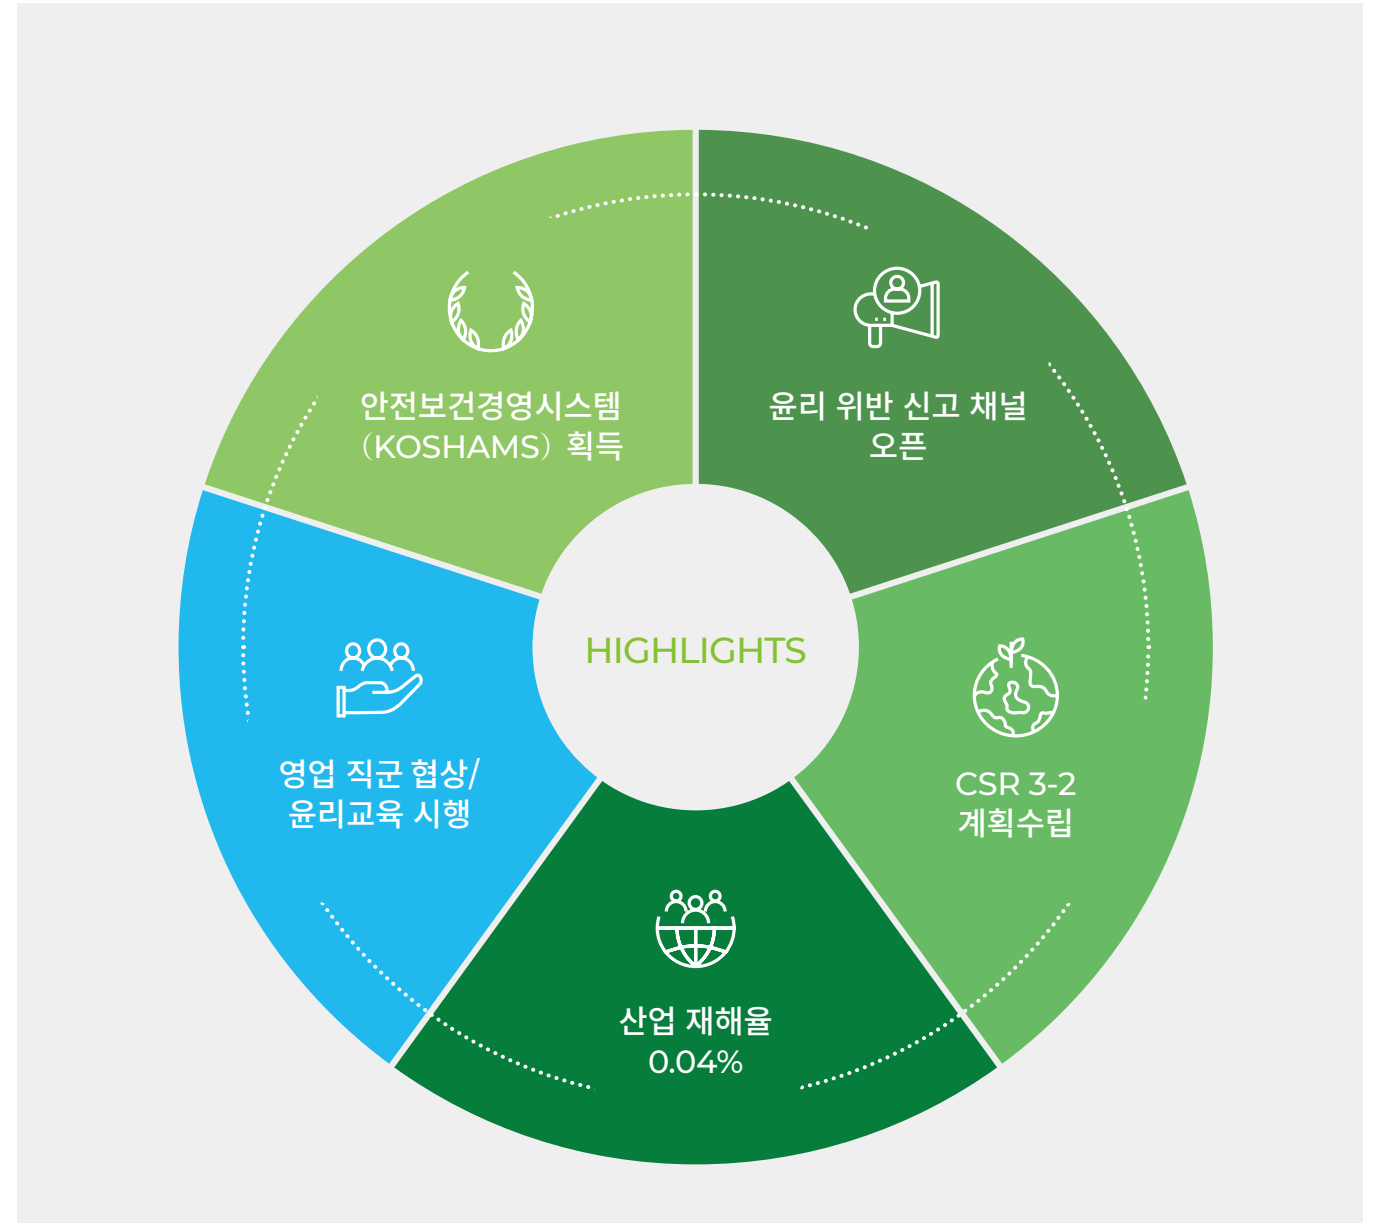 안전보건경영시스템
(KOSHAMS) 획득
윤리 위반 신고 채널
오픈
HIGHLIGHTS
영업 직군 협상/
윤리교육 시행
CSR 3-2
계획수립
산업 재해율
0.04%